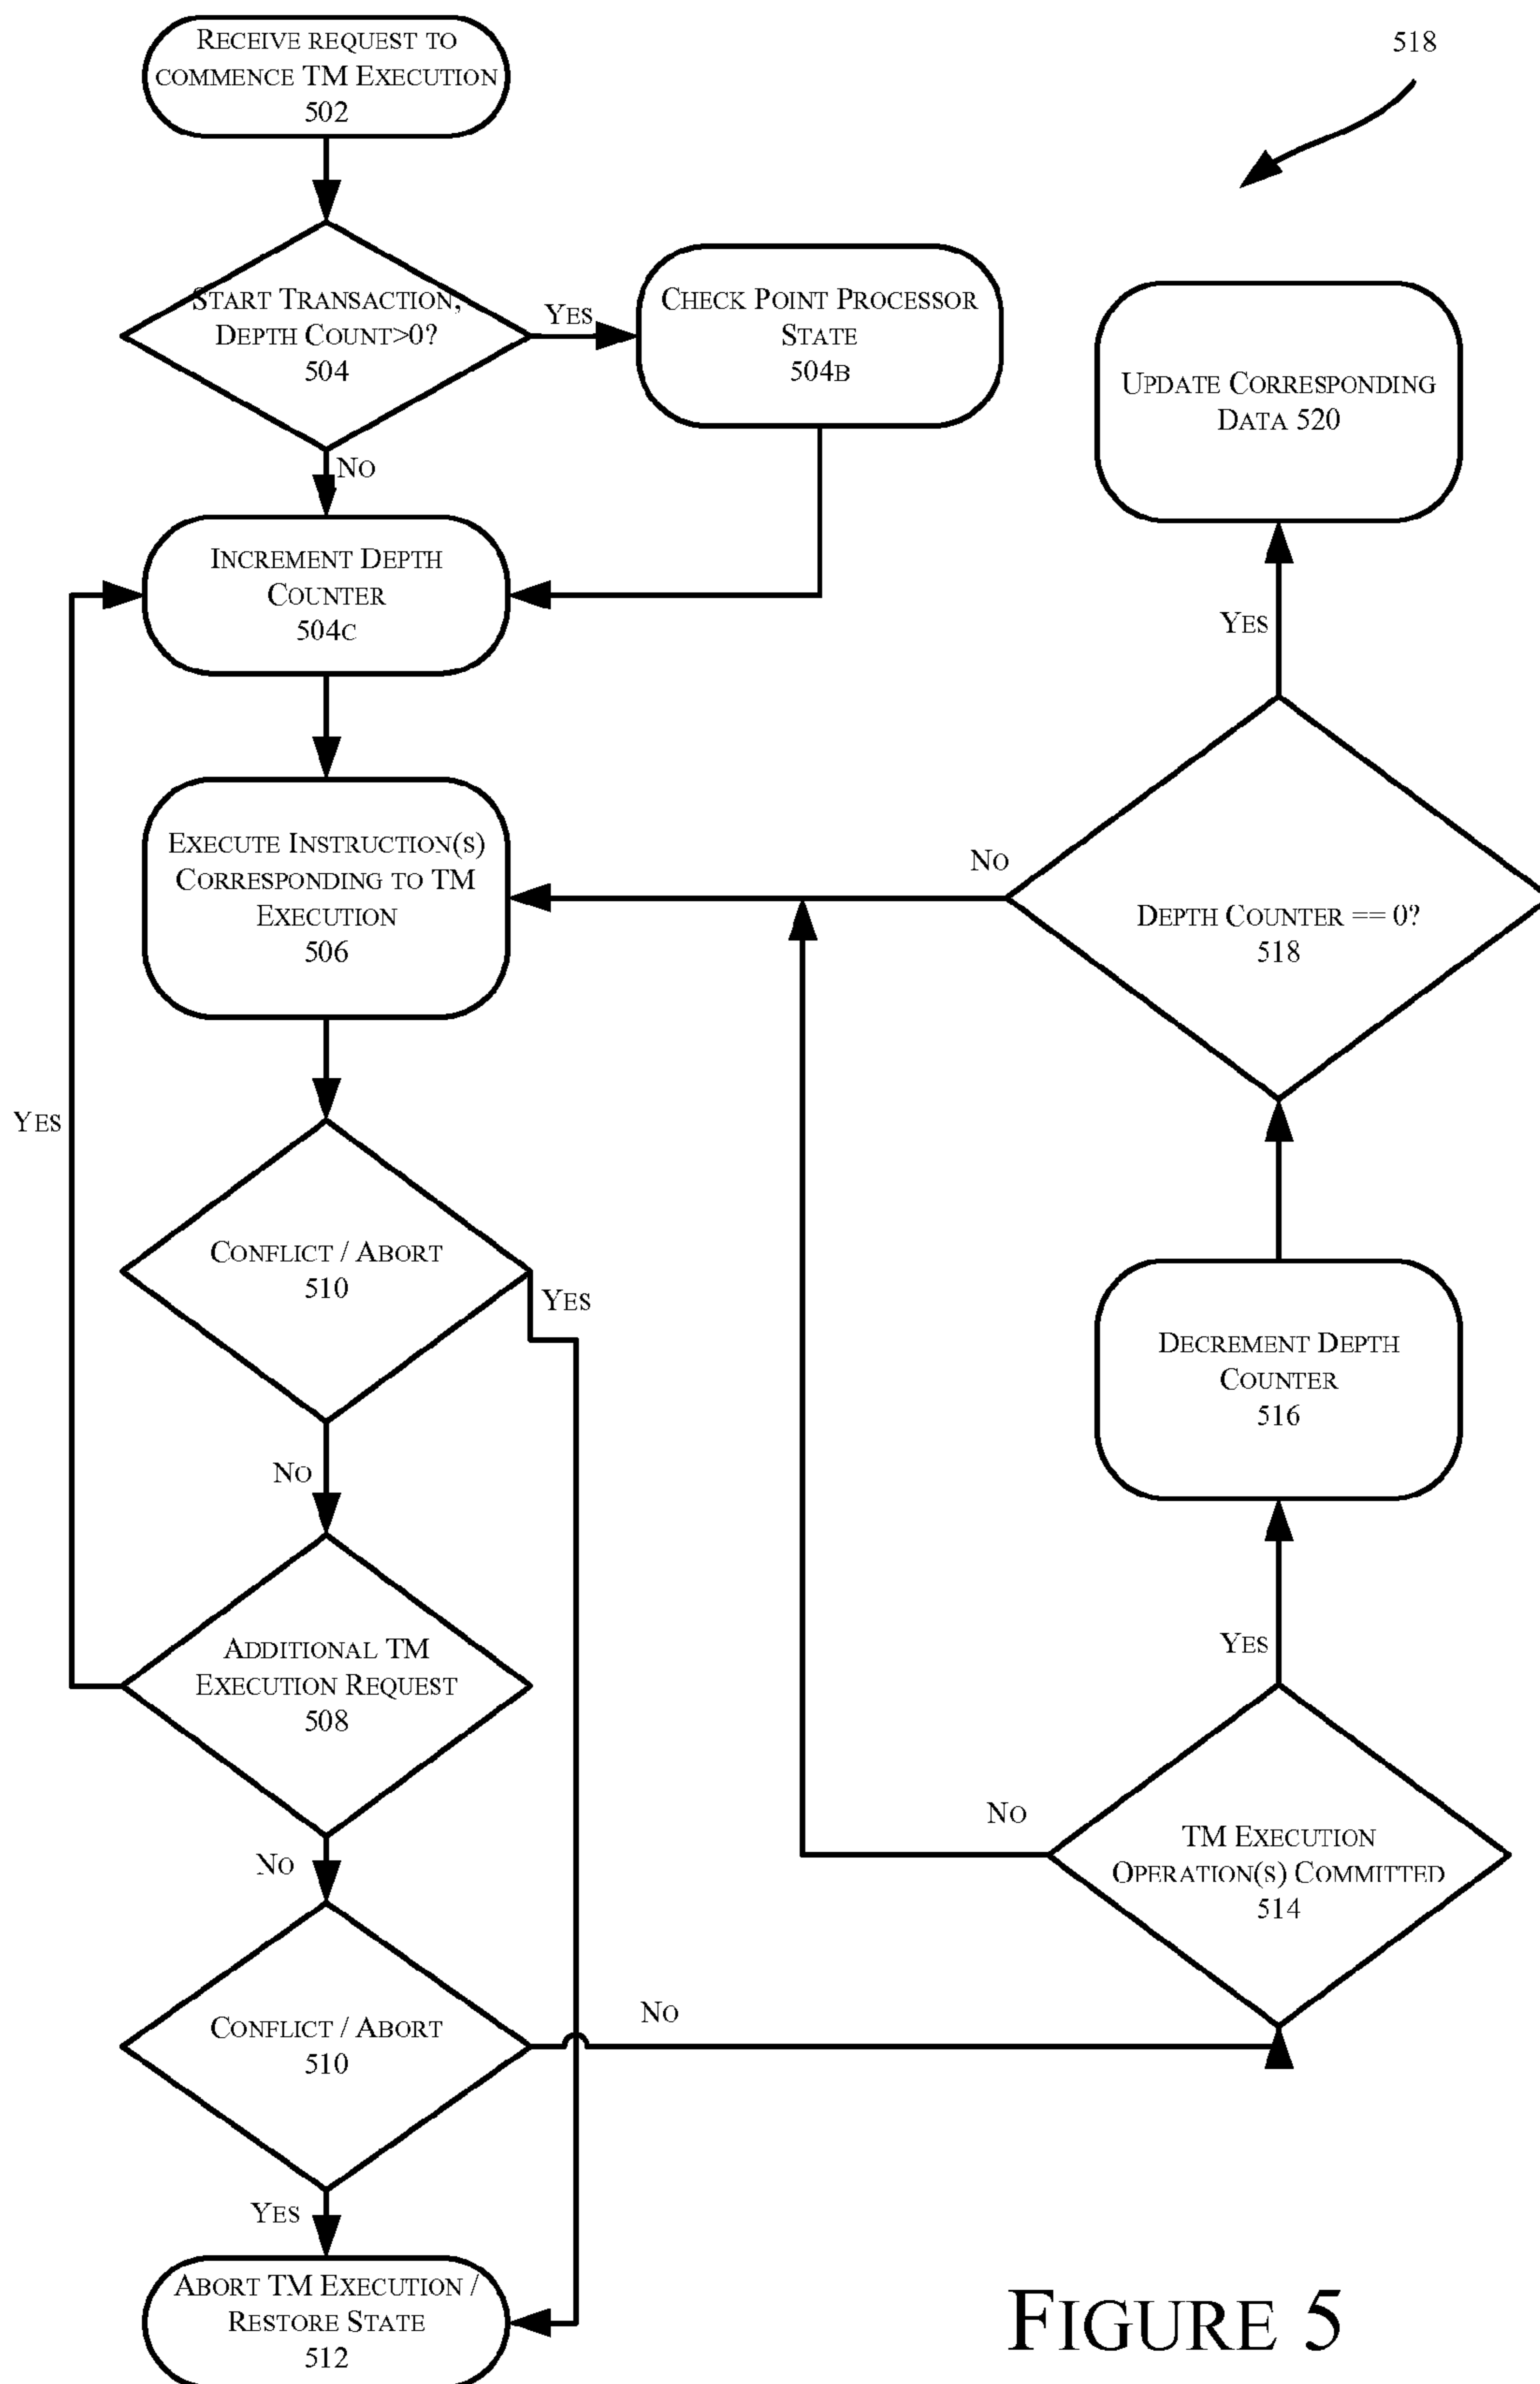 RECEIVE REQUEST TO
COMMENCE TM EXECUTION
502
518
START TRANSACTION,
DEPTH COUNT>0?
504
YES
CHECK POINT PROCESSOR
STATE
504B
NO
UPDATE CORRESPONDING
DATA 520
INCREMENT DEPTH
COUNTER
504C
YES
EXECUTE INSTRUCTION(S)
CORRESPONDING TO TM
EXECUTION
506
NO
DEPTH COUNTER == 0?
518
YES
CONFLICT / ABORT
510
YES
DECREMENT DEPTH
COUNTER
516
NO
ADDITIONAL TM
EXECUTION REQUEST
508
YES
NO
TM EXECUTION
OPERATION(S) COMMITTED
514
NO
CONFLICT / ABORT
510
NO
YES
ABORT TM EXECUTION /
RESTORE STATE
512
FIGURE 5